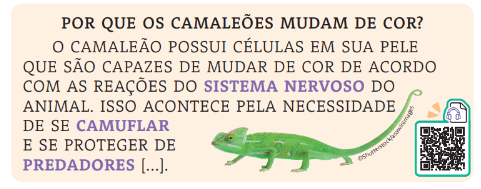 POR QUE OS CAMALEÕES MUDAM DE COR?
O CAMALEÃO POSSUI CÉLULAS EM SUA PELE
QUE SÃO CAPAZES DE MUDAR DE COR DE ACORDO
COM AS REAÇÕES DO SISTEMA NERVOSO DO
ANIMAL. ISSO ACONTECE PELA NECESSIDADE
DE SE CAMUFLAR
E SE PROTEGER DE
PREDADORES [...].